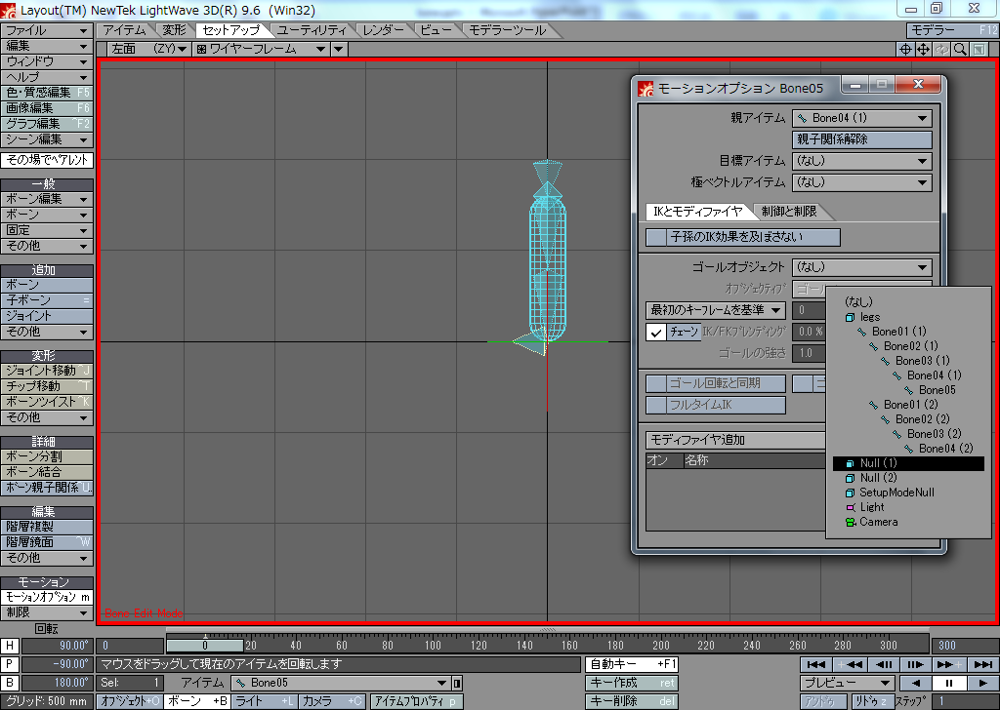 Layout(TM) NewTek LightWave 3D(R) 9.6  (Win32)
ファイル
編集
ウィンドウ
ヘルプ
色・質感編集 F5
画像編集 F6
グラフ編集 ^F2
シーン編集
その場でペアレント
一般
ボーン編集
ボーン
固定
その他
追加
ボーン
子ボーン =
ジョイント
その他
変形
ジョイント移動 J
チップ移動 T
ボーンツイスト ^K
その他
詳細
ボーン分割
ボーン結合
ボーン親子関係 U
編集
階層複製
階層鏡面 ^W
その他
モーション
モーションオプション m
制限
アイテム 変形 セットアップ ユーティリティ レンダー ビュー モデラーツール
モデラー F12
左面 (ZY) ワイヤーフレーム
Bone Edit Mode
モーションオプション Bone05
親アイテム Bone04 (1)
親子関係解除
目標アイテム (なし)
極ベクトルアイテム (なし)
IKとモディファイヤ 制御と制限
子孫のIK効果を及ぼさない
ゴールオブジェクト (なし)
オブジェクティブ ゴール
最初のキーフレームを基準 0
チェーン IK/FKブレンディング 0.0 %
ゴールの強さ 1.0
ゴール回転と同期
フルタイムIK
モディファイヤ追加
オン 名称
(なし)
legs
Bone01 (1)
Bone02 (1)
Bone03 (1)
Bone04 (1)
Bone05
Bone01 (2)
Bone02 (2)
Bone03 (2)
Bone04 (2)
Null (1)
Null (2)
SetupModeNull
Light
Camera
回転
H 90.00°
P -90.00°
B 180.00°
グリッド: 500 mm
0 0 20 40 60 80 100 120 140 160 180 200 220 240 260 280 300 300
マウスをドラッグして現在のアイテムを回転します
Sel: 1 アイテム Bone05
オブジェクト +O ボーン +B ライト +L カメラ +C アイテムプロパティ p
自動キー +F1
キー作成 ret
キー削除 del
プレビュー
アンドゥ リドゥ z ステップ 1